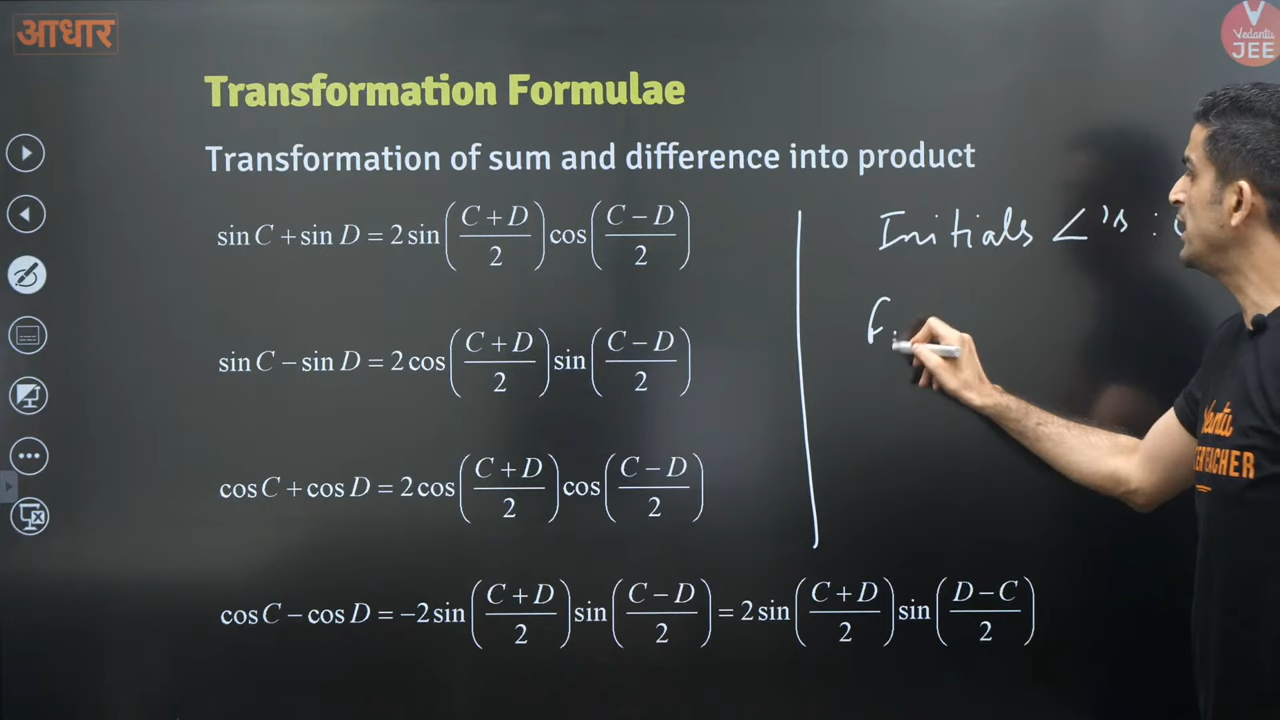 आधार
Vedantu
JEE
Transformation Formulae
Transformation of sum and difference into product
sin C + sin D = 2 sin((C + D)/2) cos((C − D)/2)
Initials ∠'s :
sin C − sin D = 2 cos((C + D)/2) sin((C − D)/2)
cos C + cos D = 2 cos((C + D)/2) cos((C − D)/2)
cos C − cos D = −2 sin((C + D)/2) sin((C − D)/2) = 2 sin((C + D)/2) sin((D − C)/2)